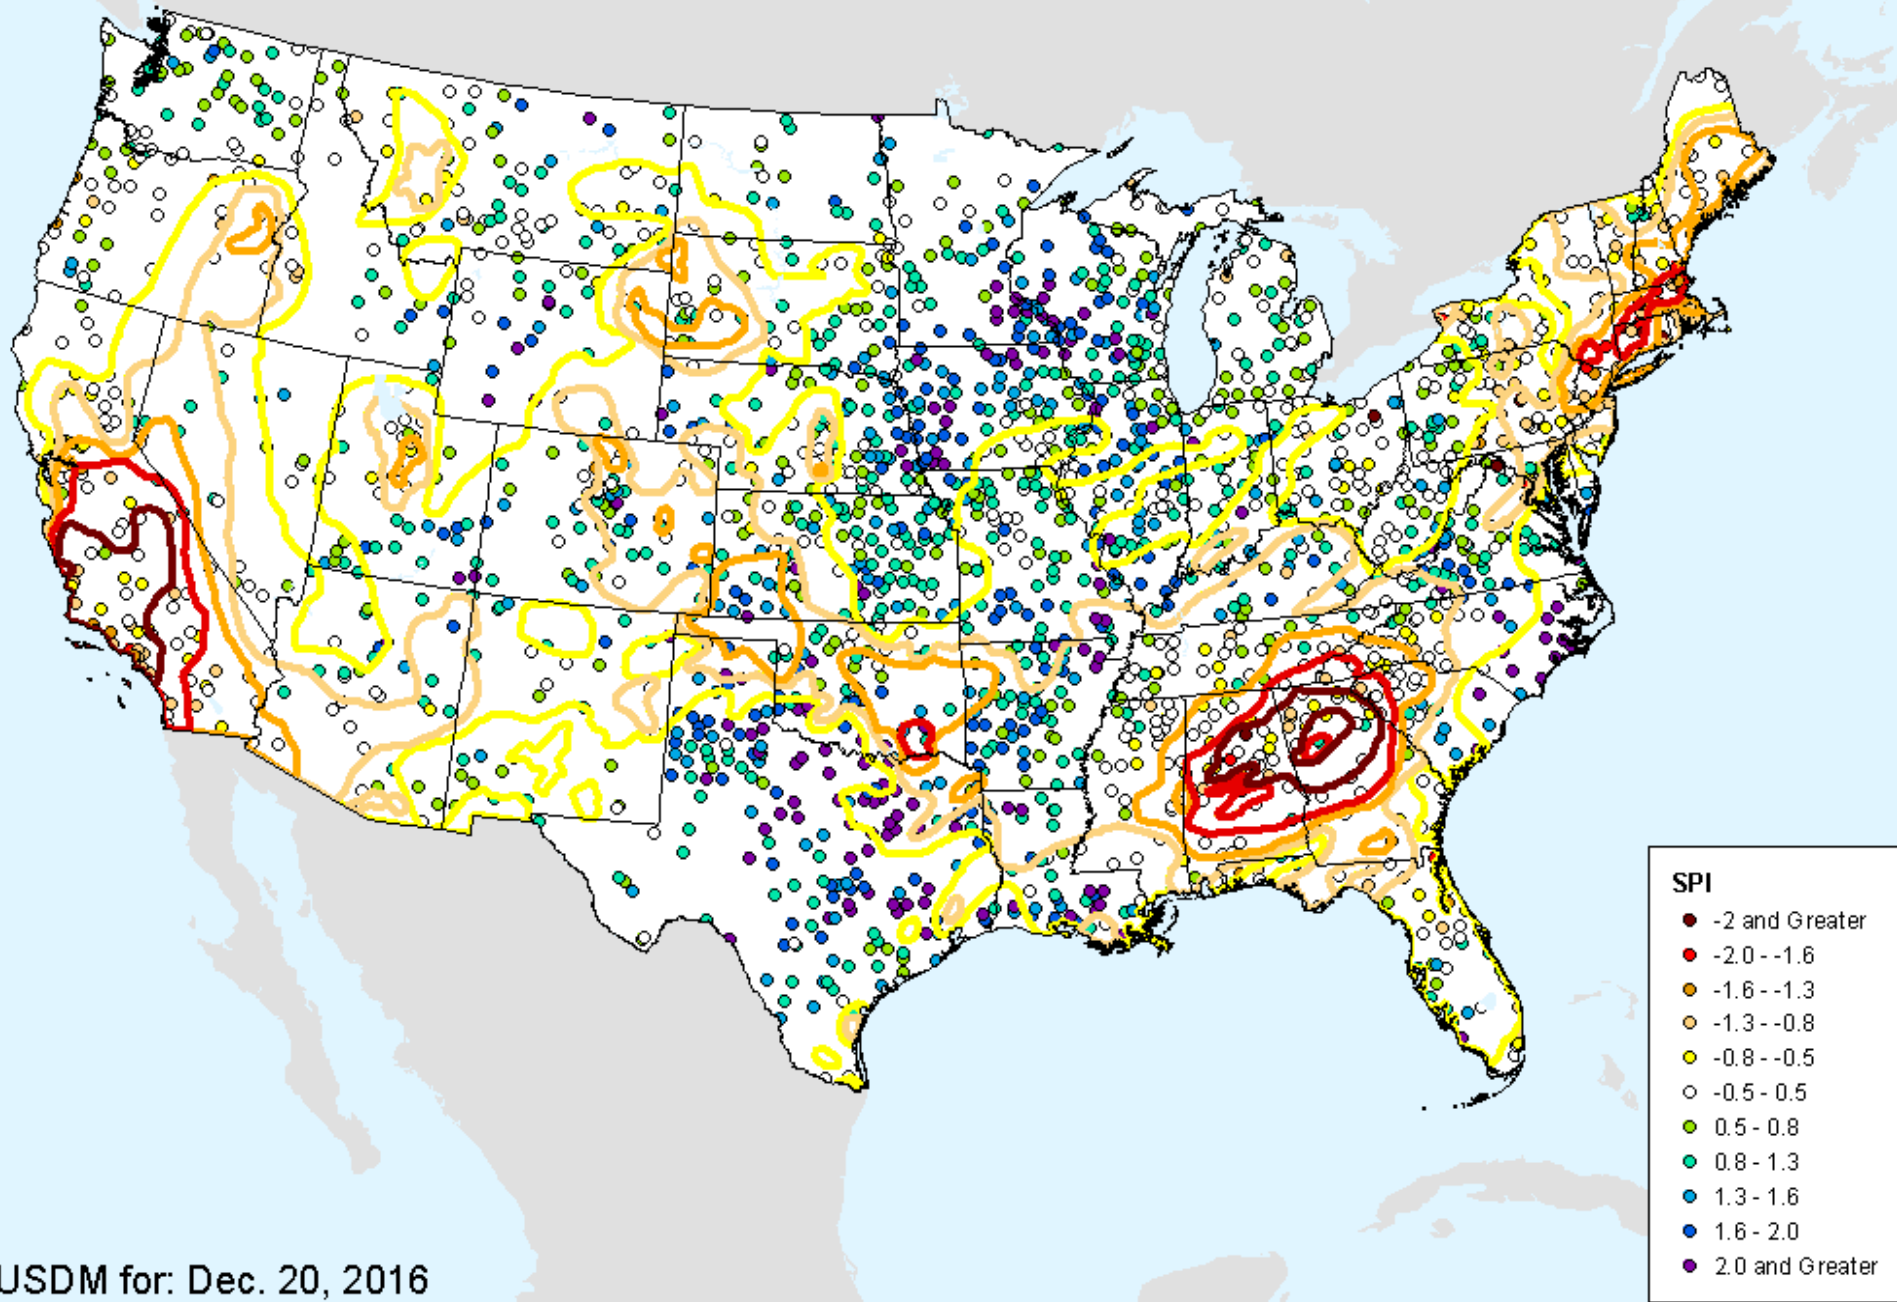 SPI
-2 and Greater
-2.0 - -1.6
-1.6 - -1.3
-1.3 - -0.8
-0.8 - -0.5
-0.5 - 0.5
0.5 - 0.8
0.8 - 1.3
1.3 - 1.6
1.6 - 2.0
2.0 and Greater
USDM for: Dec. 20, 2016